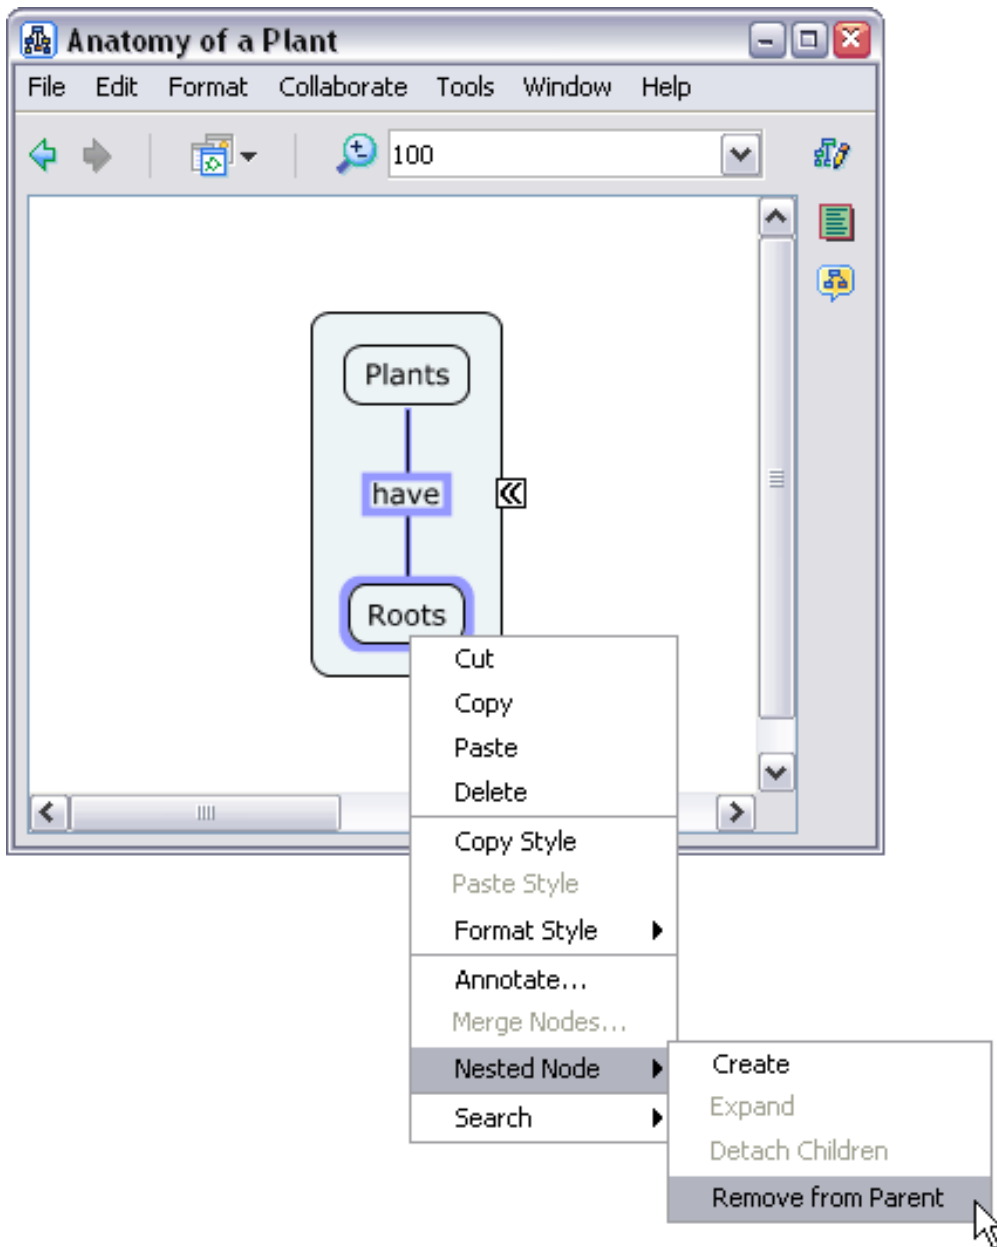 Anatomy of a Plant
File Edit Format Collaborate Tools Window Help
100
Plants
have
Roots
Cut
Copy
Paste
Delete
Copy Style
Paste Style
Format Style
Annotate...
Merge Nodes...
Nested Node
Search
Create
Expand
Detach Children
Remove from Parent